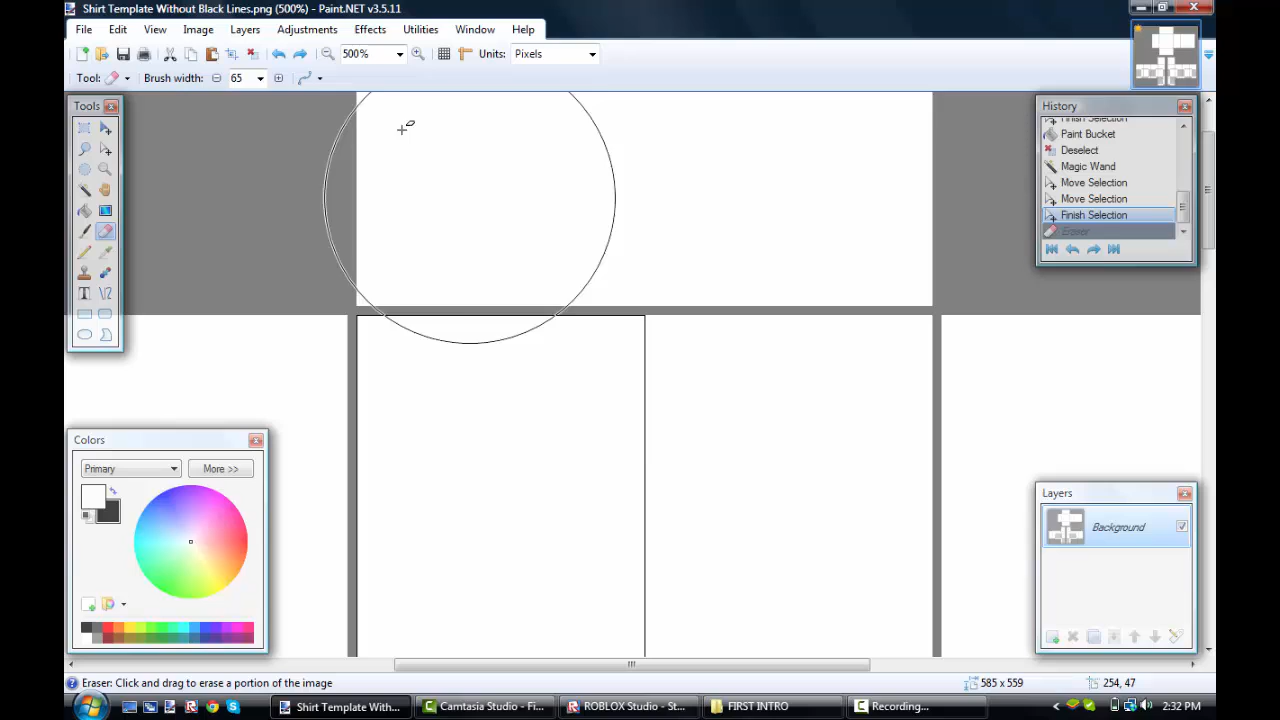 Shirt Template Without Black Lines.png (500%) - Paint.NET v3.5.11
File Edit View Image Layers Adjustments Effects Utilities Window Help
500% Units: Pixels
Tool: Brush width: 65
Tools
History
Finish Selection
Paint Bucket
Deselect
Magic Wand
Move Selection
Move Selection
Finish Selection
Eraser
Colors
Primary More >>
Layers
Background
Eraser: Click and drag to erase a portion of the image 585 x 559 254, 47
Shirt Template With... Camtasia Studio - Fi... ROBLOX Studio - St... FIRST INTRO Recording... 2:32 PM